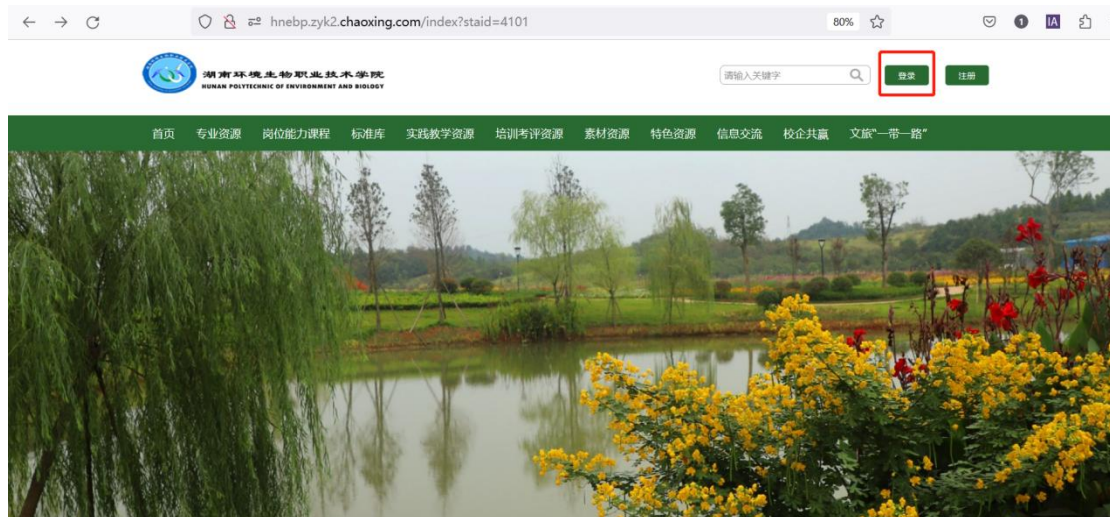 hnebp.zyk2.chaoxing.com/index?staid=4101
80%
1
IA
湖南环境生物职业技术学院
HUNAN POLYTECHNIC OF ENVIRONMENT AND BIOLOGY
请输入关键字
登录
注册
首页 专业资源 岗位能力课程 标准库 实践教学资源 培训考评资源 素材资源 特色资源 信息交流 校企共赢 文旅“一带一路”